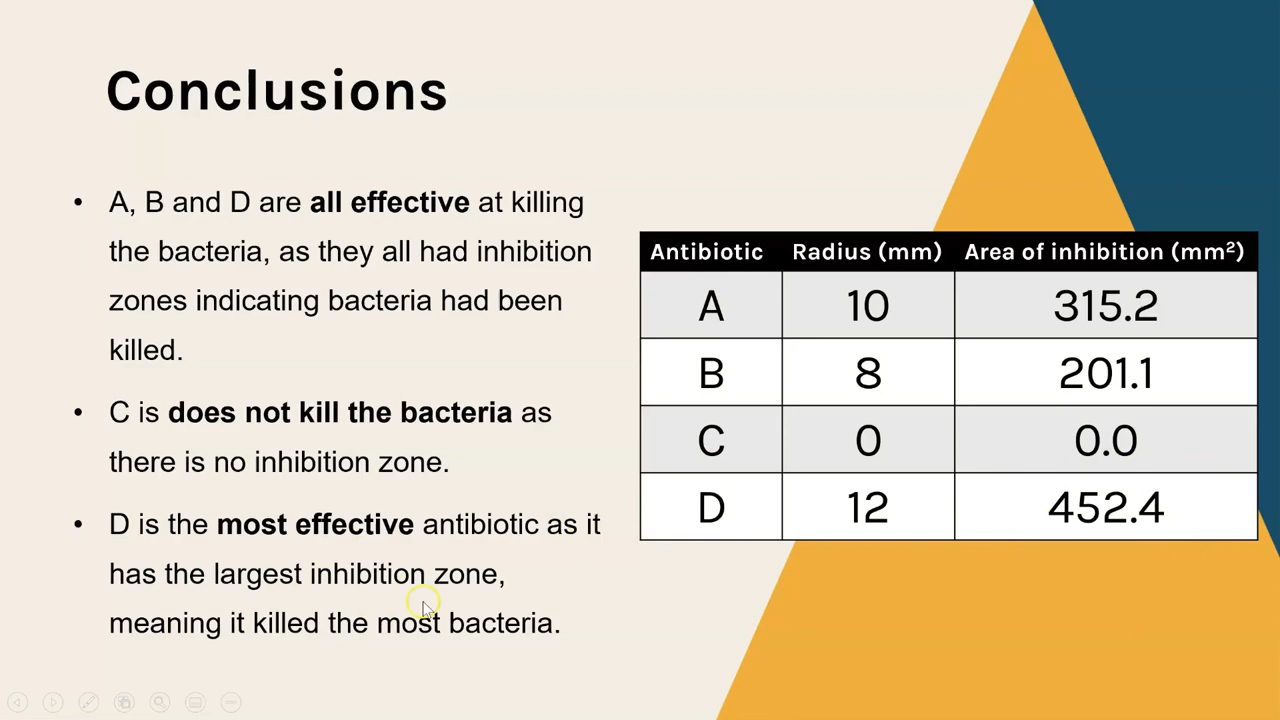 Conclusions
• A, B and D are all effective at killing
the bacteria, as they all had inhibition
zones indicating bacteria had been
killed.
• C is does not kill the bacteria as
there is no inhibition zone.
• D is the most effective antibiotic as it
has the largest inhibition zone,
meaning it killed the most bacteria.
Antibiotic Radius (mm) Area of inhibition (mm²)
A 10 315.2
B 8 201.1
C 0 0.0
D 12 452.4